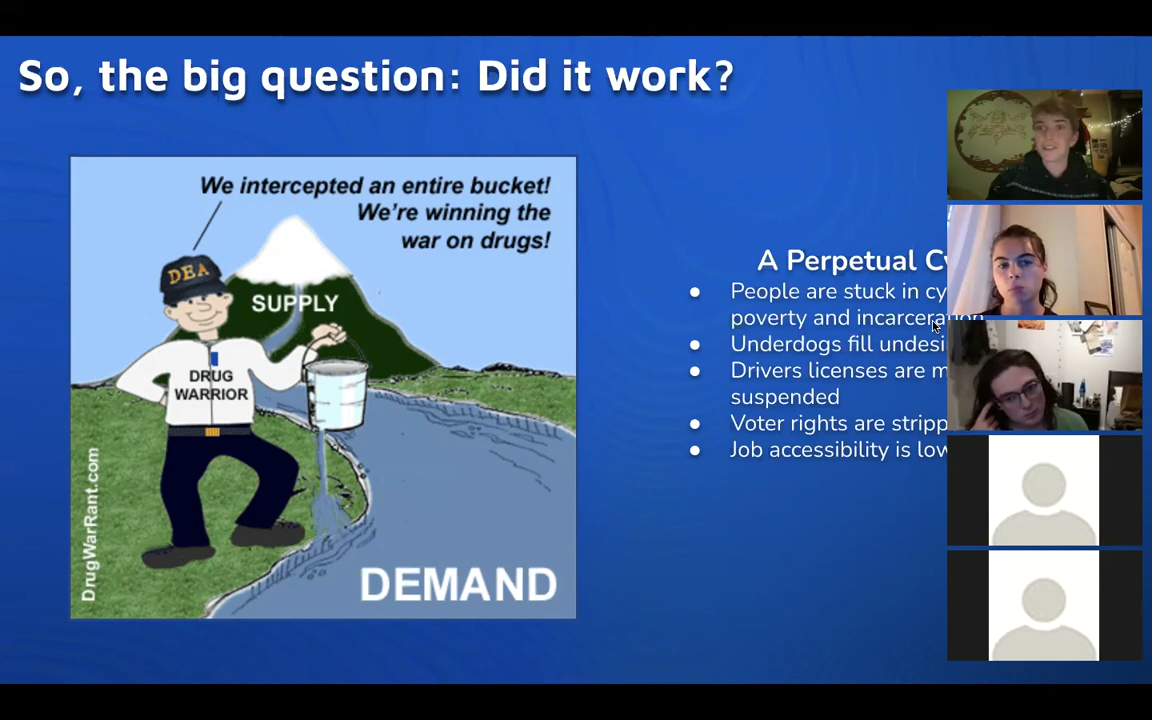 So, the big question: Did it work?
We intercepted an entire bucket!
We're winning the
war on drugs!
DEA
SUPPLY
DRUG
WARRIOR
DEMAND
DrugWarRant.com
A Perpetual
People are stuck in
poverty and incarceration
Underdogs fill
Drivers licenses are
suspended
Voter rights are
Job accessibility is